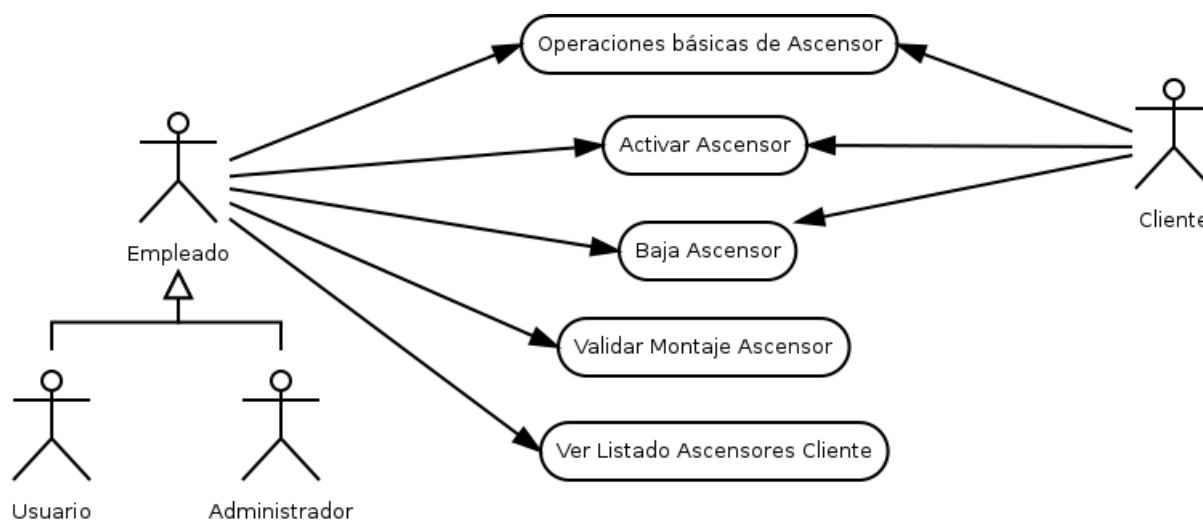 Operaciones básicas de Ascensor
Activar Ascensor
Cliente
Empleado
Baja Ascensor
Validar Montaje Ascensor
Ver Listado Ascensores Cliente
Usuario
Administrador